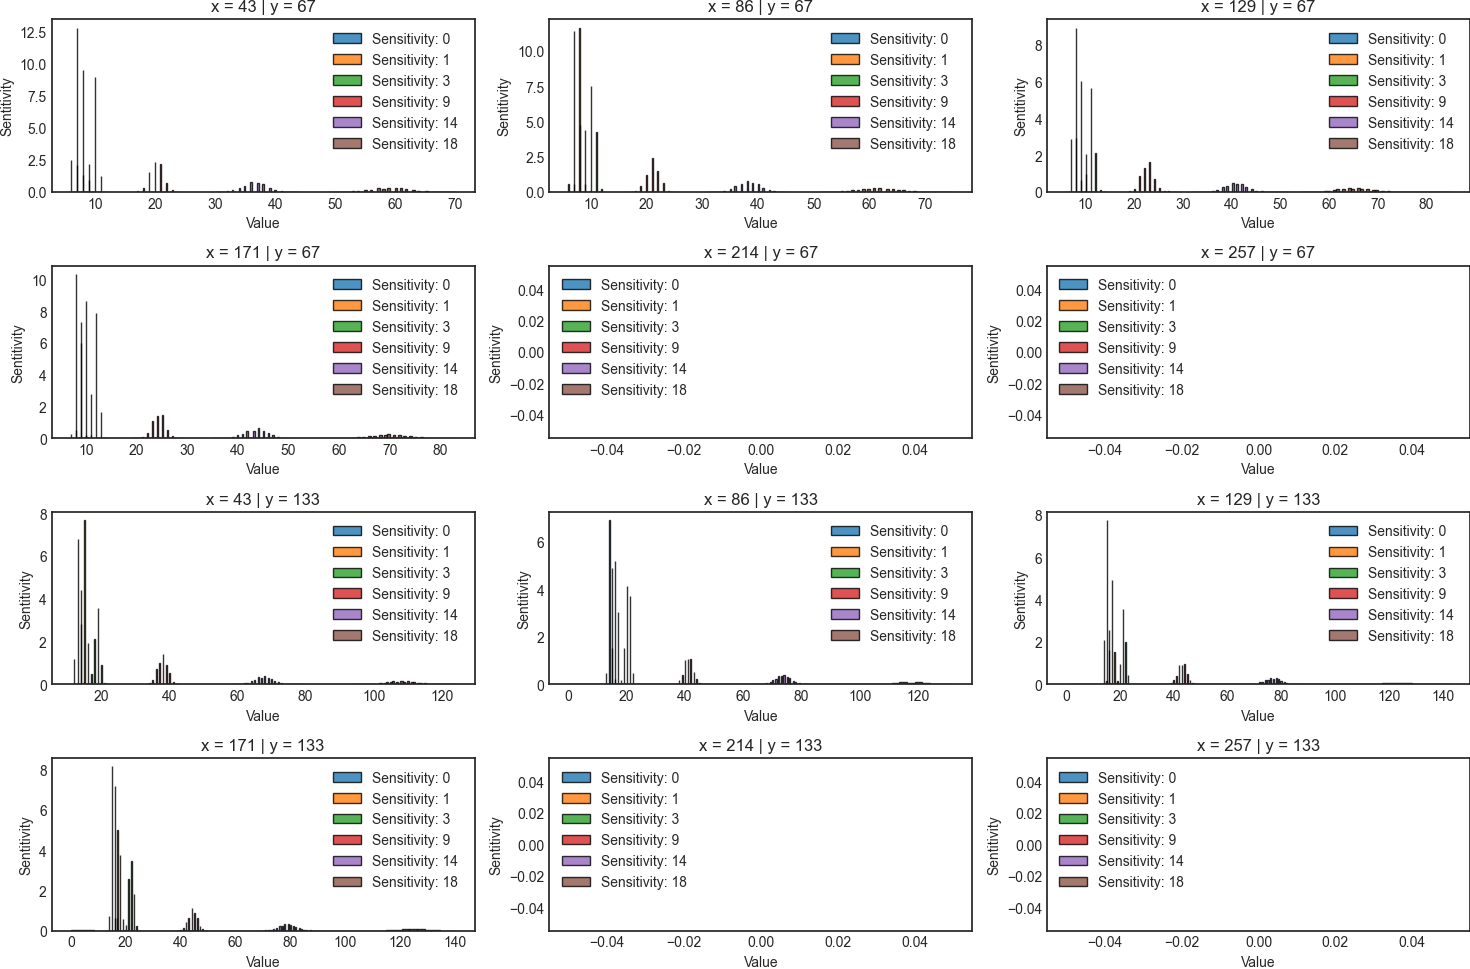 x = 43 | y = 67
Sentitivity
12.5
10.0
7.5
5.0
2.5
0.0
Sensitivity: 0
Sensitivity: 1
Sensitivity: 3
Sensitivity: 9
Sensitivity: 14
Sensitivity: 18
10 20 30 40 50 60 70
Value
x = 86 | y = 67
Sentitivity
10.0
7.5
5.0
2.5
0.0
Sensitivity: 0
Sensitivity: 1
Sensitivity: 3
Sensitivity: 9
Sensitivity: 14
Sensitivity: 18
10 20 30 40 50 60 70
Value
x = 129 | y = 67
Sentitivity
8
6
4
2
0
Sensitivity: 0
Sensitivity: 1
Sensitivity: 3
Sensitivity: 9
Sensitivity: 14
Sensitivity: 18
10 20 30 40 50 60 70 80
Value
x = 171 | y = 67
Sentitivity
10
8
6
4
2
0
Sensitivity: 0
Sensitivity: 1
Sensitivity: 3
Sensitivity: 9
Sensitivity: 14
Sensitivity: 18
10 20 30 40 50 60 70 80
Value
x = 214 | y = 67
Sentitivity
0.04
0.02
0.00
−0.02
−0.04
Sensitivity: 0
Sensitivity: 1
Sensitivity: 3
Sensitivity: 9
Sensitivity: 14
Sensitivity: 18
−0.04 −0.02 0.00 0.02 0.04
Value
x = 257 | y = 67
Sentitivity
0.04
0.02
0.00
−0.02
−0.04
Sensitivity: 0
Sensitivity: 1
Sensitivity: 3
Sensitivity: 9
Sensitivity: 14
Sensitivity: 18
−0.04 −0.02 0.00 0.02 0.04
Value
x = 43 | y = 133
Sentitivity
8
6
4
2
0
Sensitivity: 0
Sensitivity: 1
Sensitivity: 3
Sensitivity: 9
Sensitivity: 14
Sensitivity: 18
20 40 60 80 100 120
Value
x = 86 | y = 133
Sentitivity
6
4
2
0
Sensitivity: 0
Sensitivity: 1
Sensitivity: 3
Sensitivity: 9
Sensitivity: 14
Sensitivity: 18
0 20 40 60 80 100 120
Value
x = 129 | y = 133
Sentitivity
8
6
4
2
0
Sensitivity: 0
Sensitivity: 1
Sensitivity: 3
Sensitivity: 9
Sensitivity: 14
Sensitivity: 18
0 20 40 60 80 100 120 140
Value
x = 171 | y = 133
Sentitivity
8
6
4
2
0
Sensitivity: 0
Sensitivity: 1
Sensitivity: 3
Sensitivity: 9
Sensitivity: 14
Sensitivity: 18
0 20 40 60 80 100 120 140
Value
x = 214 | y = 133
Sentitivity
0.04
0.02
0.00
−0.02
−0.04
Sensitivity: 0
Sensitivity: 1
Sensitivity: 3
Sensitivity: 9
Sensitivity: 14
Sensitivity: 18
−0.04 −0.02 0.00 0.02 0.04
Value
x = 257 | y = 133
Sentitivity
0.04
0.02
0.00
−0.02
−0.04
Sensitivity: 0
Sensitivity: 1
Sensitivity: 3
Sensitivity: 9
Sensitivity: 14
Sensitivity: 18
−0.04 −0.02 0.00 0.02 0.04
Value